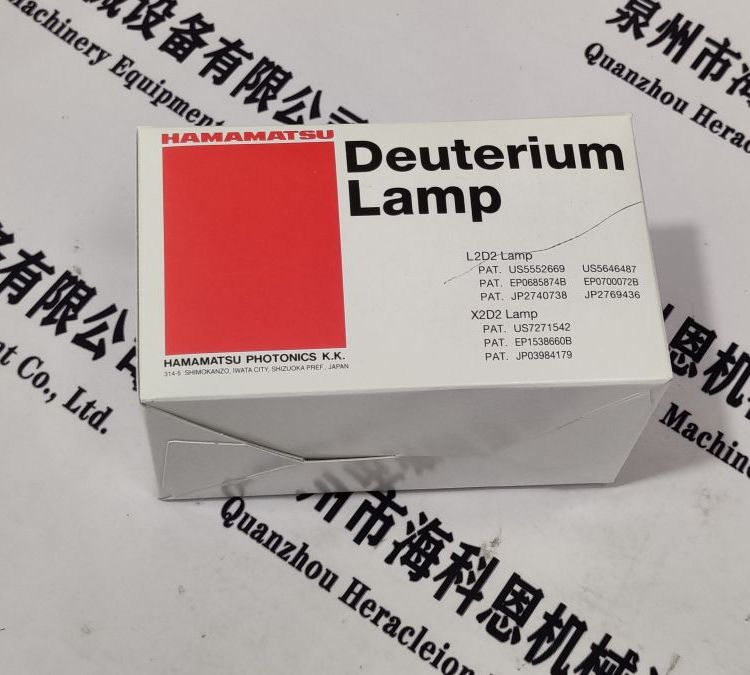 械设备有限公司
Machinery Equipment
泉州市海
Quanzhou Herac
HAMAMATSU
Deuterium
Lamp
L2D2 Lamp
PAT. US5552669 US5646487
PAT. EP0685874B EP0700072B
PAT. JP2740738 JP2769436
X2D2 Lamp
PAT. US7271542
PAT. EP1538660B
PAT. JP03984179
HAMAMATSU PHOTONICS K.K.
314-5 SHIMOKANZO, IWATA CITY, SHIZUOKA PREF., JAPAN
备有限公
t Co., Ltd.
恩机械
Machin
州市海科恩机械
Quanzhou Heracleion